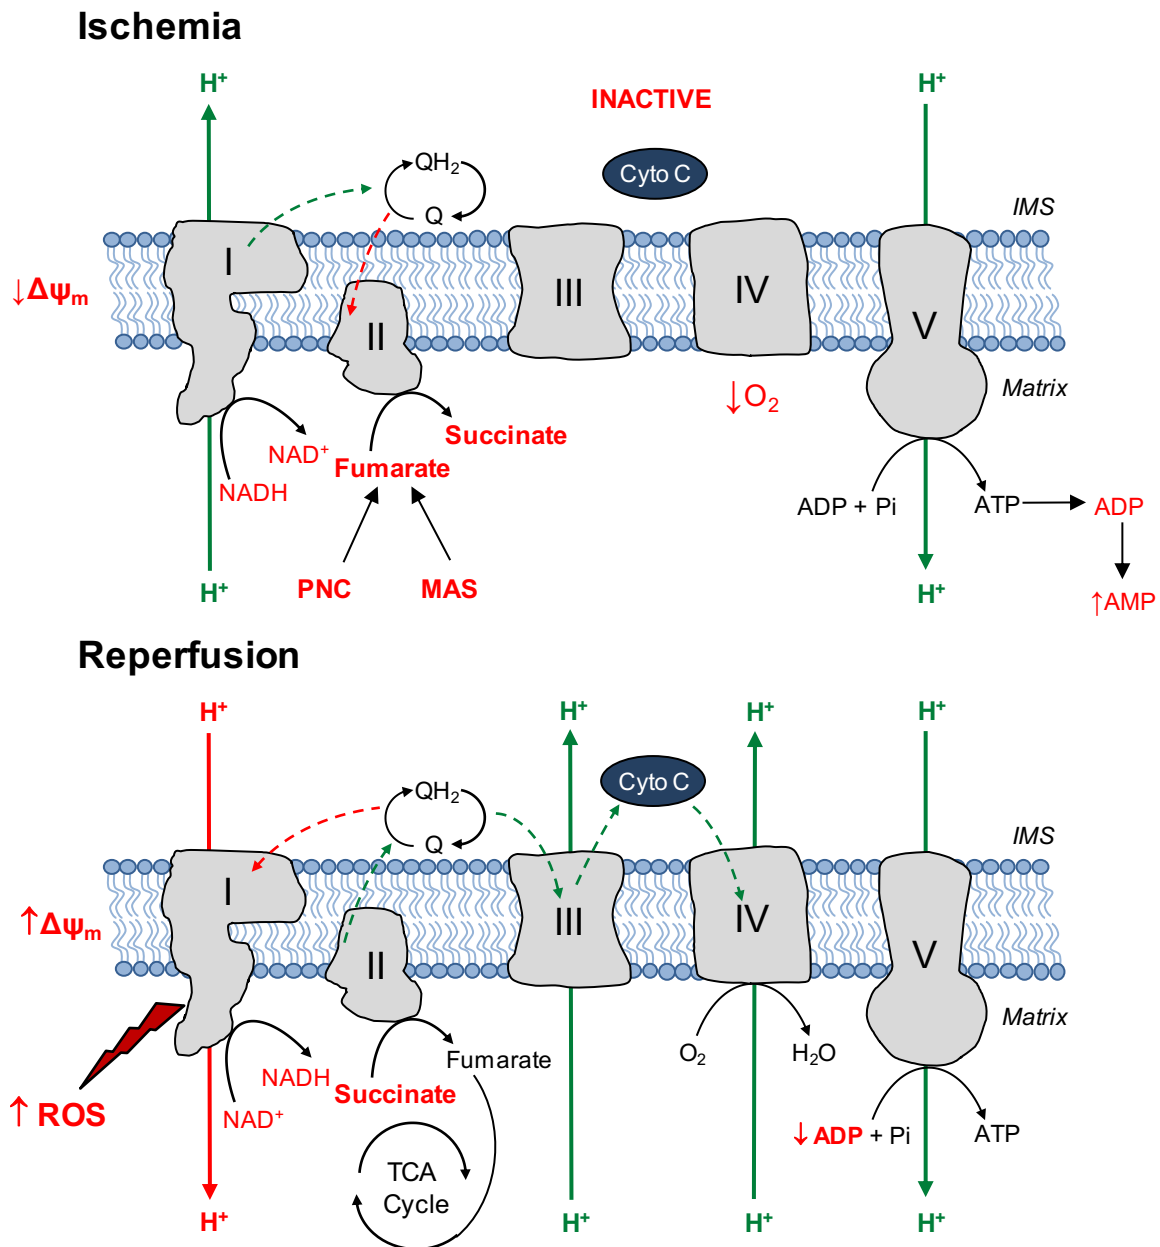 Ischemia
H⁺
INACTIVE
H⁺
QH₂
Cyto C
Q
IMS
I
II
III
IV
V
↓Δψₘ
↓O₂
Matrix
Succinate
NAD⁺
Fumarate
NADH
ADP + Pi
ATP
ADP
PNC
MAS
H⁺
H⁺
↑AMP
Reperfusion
H⁺
H⁺
H⁺
H⁺
QH₂
Cyto C
Q
IMS
I
II
III
IV
V
↑Δψₘ
Matrix
O₂
H₂O
Fumarate
NADH
Succinate
↑ ROS
NAD⁺
↓ ADP + Pi
ATP
TCA
Cycle
H⁺
H⁺
H⁺
H⁺